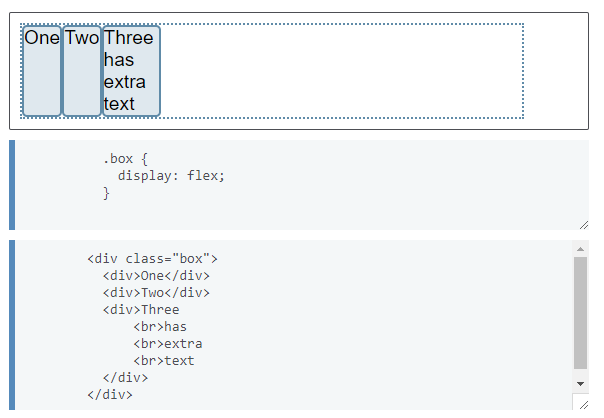 One Two Three
has
extra
text
.box {
  display: flex;
}
<div class="box">
  <div>One</div>
  <div>Two</div>
  <div>Three
      <br>has
      <br>extra
      <br>text
  </div>
</div>